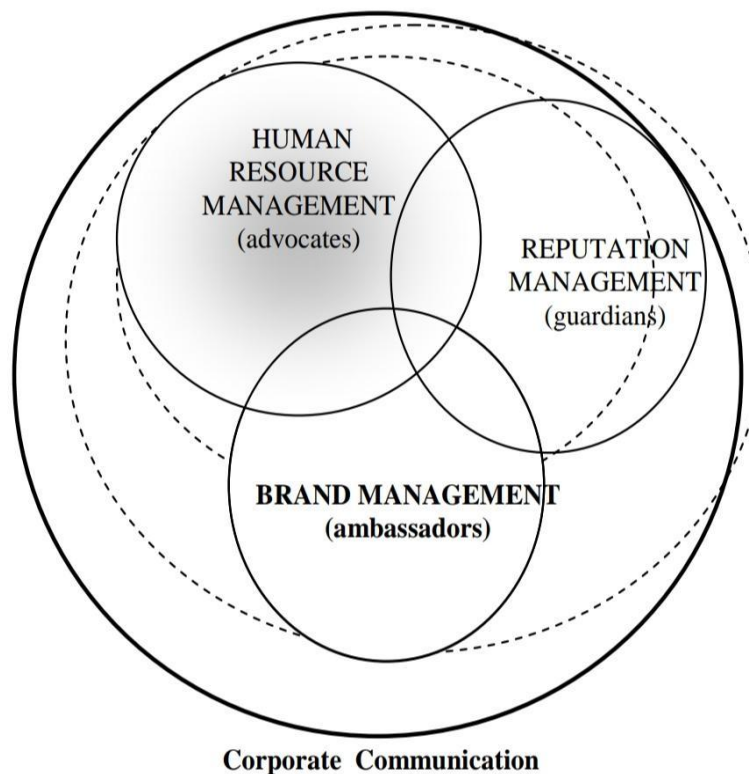 HUMAN
RESOURCE
MANAGEMENT
(advocates)
REPUTATION
MANAGEMENT
(guardians)
BRAND MANAGEMENT
(ambassadors)
Corporate Communication